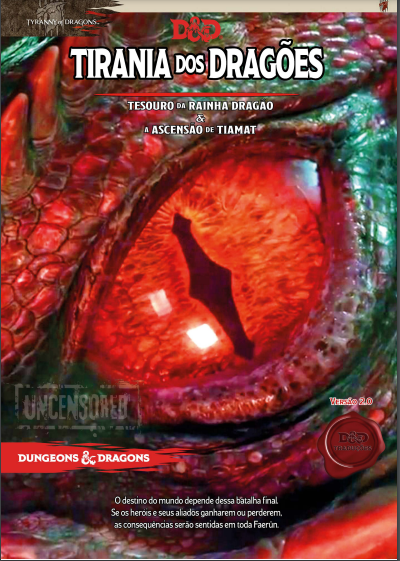 TYRANNY OF DRAGONS
D&D
TIRANIA DOS DRAGÕES
TESOURO DA RAINHA DRAGÃO
&
A ASCENSÃO DE TIAMAT
UNCENSORED
VERSÃO 2.0
D&D
DUNGEONS & DRAGONS
O destino do mundo depende dessa batalha final.
Se os heróis e seus aliados ganharem ou perderem,
as consequências serão sentidas em toda Faerûn.